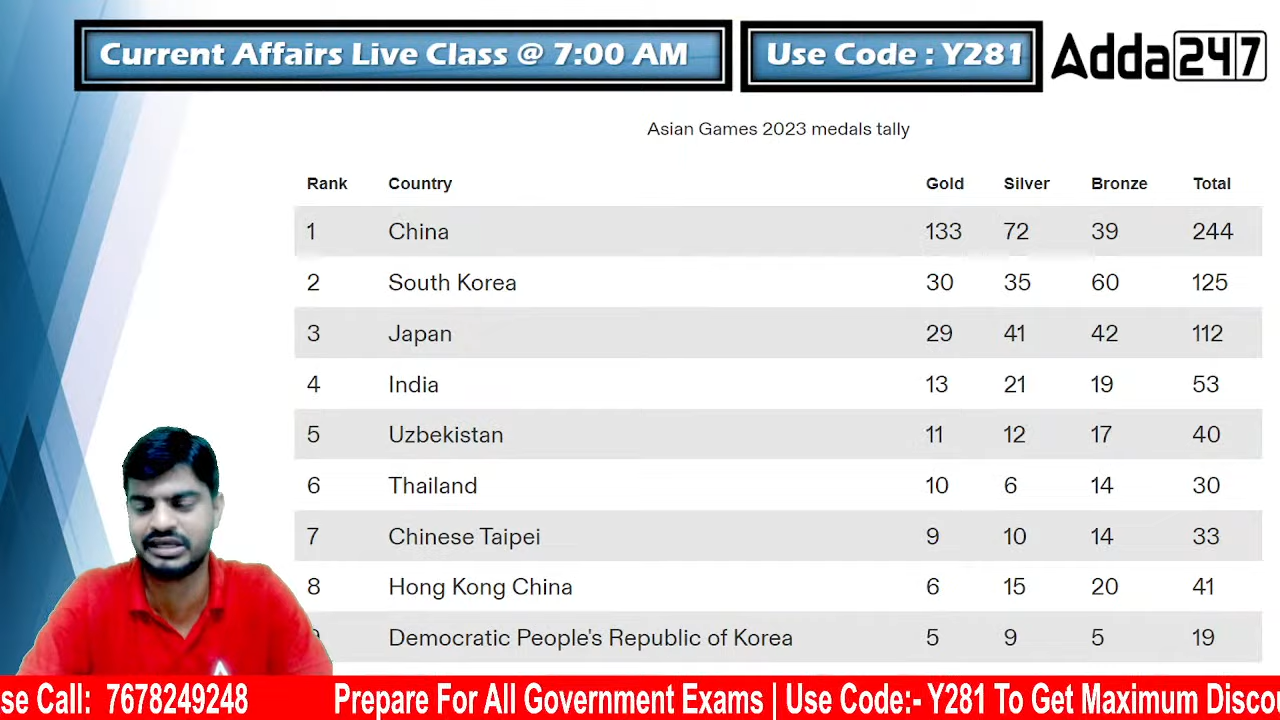 Current Affairs Live Class @ 7:00 AM
Use Code : Y281
Adda247
Asian Games 2023 medals tally
Rank Country Gold Silver Bronze Total
1 China 133 72 39 244
2 South Korea 30 35 60 125
3 Japan 29 41 42 112
4 India 13 21 19 53
5 Uzbekistan 11 12 17 40
6 Thailand 10 6 14 30
7 Chinese Taipei 9 10 14 33
8 Hong Kong China 6 15 20 41
Democratic People's Republic of Korea 5 9 5 19
se Call: 7678249248 Prepare For All Government Exams | Use Code:- Y281 To Get Maximum Disco